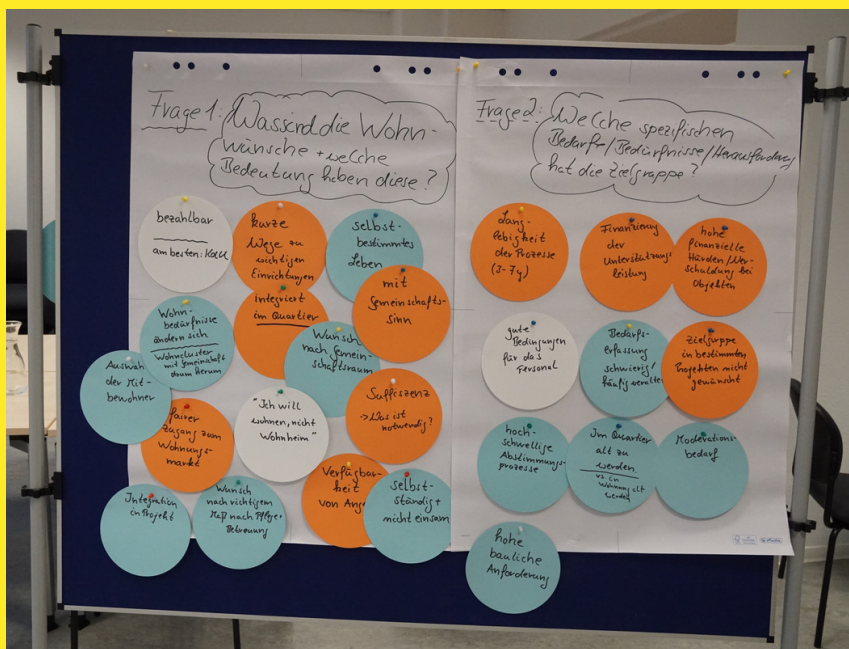 Frage 1: Was sind die Wohn-
wünsche + welche
Bedeutung haben diese?
bezahlbar
am besten: kalt
kurze
Wege zu
wichtigen
Einrichtungen
selbst-
bestimmtes
Leben
mit
Gemeinschafts-
sinn
Wohn-
bedürfnisse
ändern sich
Wohncluster
mit Gemeinschaft
drum herum
integriert
im Quartier
Wunsch
nach Gemein-
schaftsraum
Auswahl
der Mit-
bewohner
fairer
Zugang zum
Wohnungs-
markt
"Ich will
wohnen, nicht
Wohnheim"
Suffiszenz
→ Was ist
notwendig?
Integration
in Projekt
Wunsch
nach richtigem
Maß nach Pflege +
Betreuung
Verfügbar-
keit
von Ange
selbst-
ständig +
nicht einsam
Frage 2: Welche spezifischen
Bedarfe/Bedürfnisse/Herausforderung
hat die Zielgruppe?
Lang-
lebigkeit
der Prozesse
(3-7y)
Finanzierung
der
Unterstützungs-
leistung
hohe
finanzielle
Hürden/Ver-
schuldung bei
Objekten
gute
Bedingungen
für das
Personal
Bedarfs-
erfassung
schwierig/
häufig veraltet
Zielgruppe
in bestimmten
Projekten nicht
gewünscht
hoch-
schwellige
Abstimmungs-
prozesse
Im Quartier
alt zu
werden
vs. in
Wohnung alt
werden
Moderations-
bedarf
hohe
bauliche
Anforderung